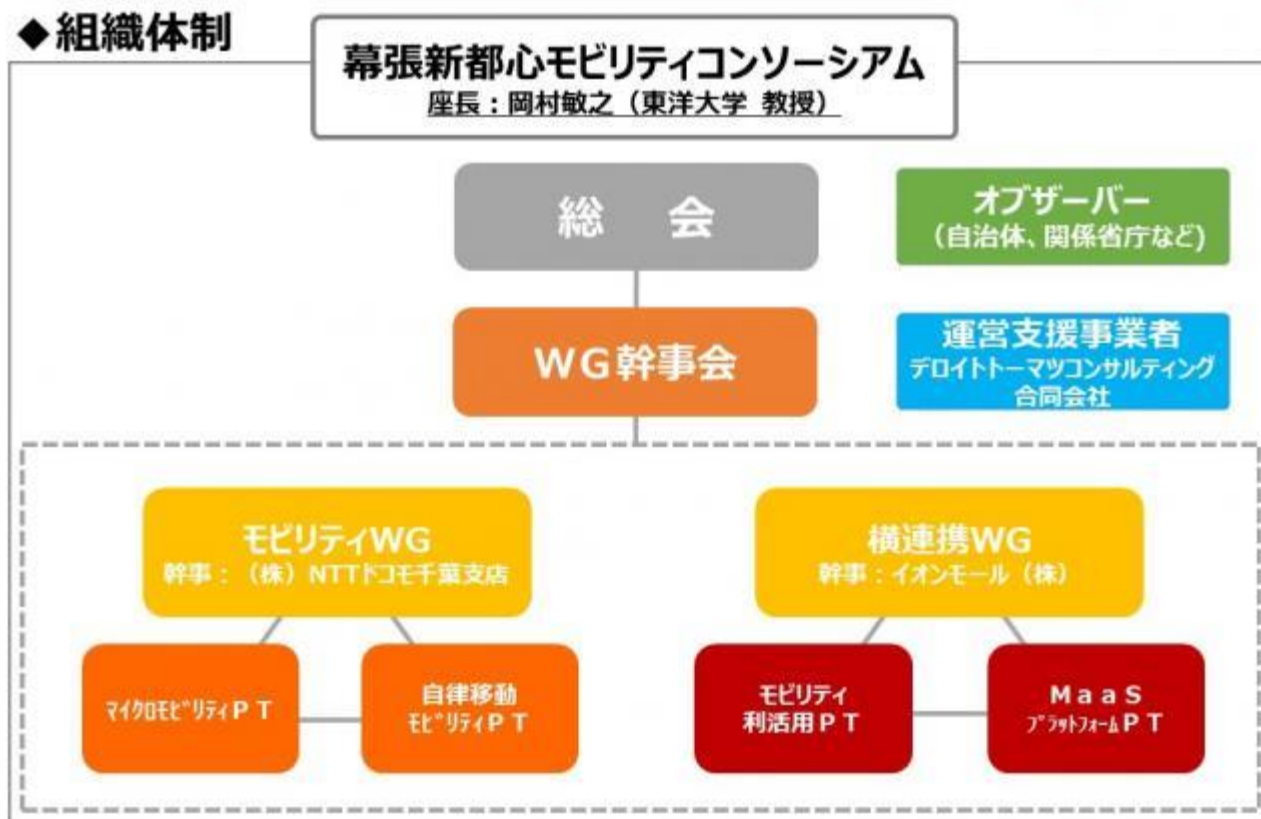 ◆組織体制
幕張新都心モビリティコンソーシアム
座長：岡村敏之（東洋大学 教授）
総　会
オブザーバー
（自治体、関係省庁など)
WG幹事会
運営支援事業者
デロイトトーマツコンサルティング
合同会社
モビリティWG
幹事：（株）NTTドコモ千葉支店
横連携WG
幹事：イオンモール（株）
ﾏｲｸﾛﾓﾋﾞﾘﾃｨＰＴ
自律移動
ﾓﾋﾞﾘﾃｨＰＴ
モビリティ
利活用ＰＴ
ＭａａＳ
ﾌﾟﾗｯﾄﾌｫｰﾑＰＴ